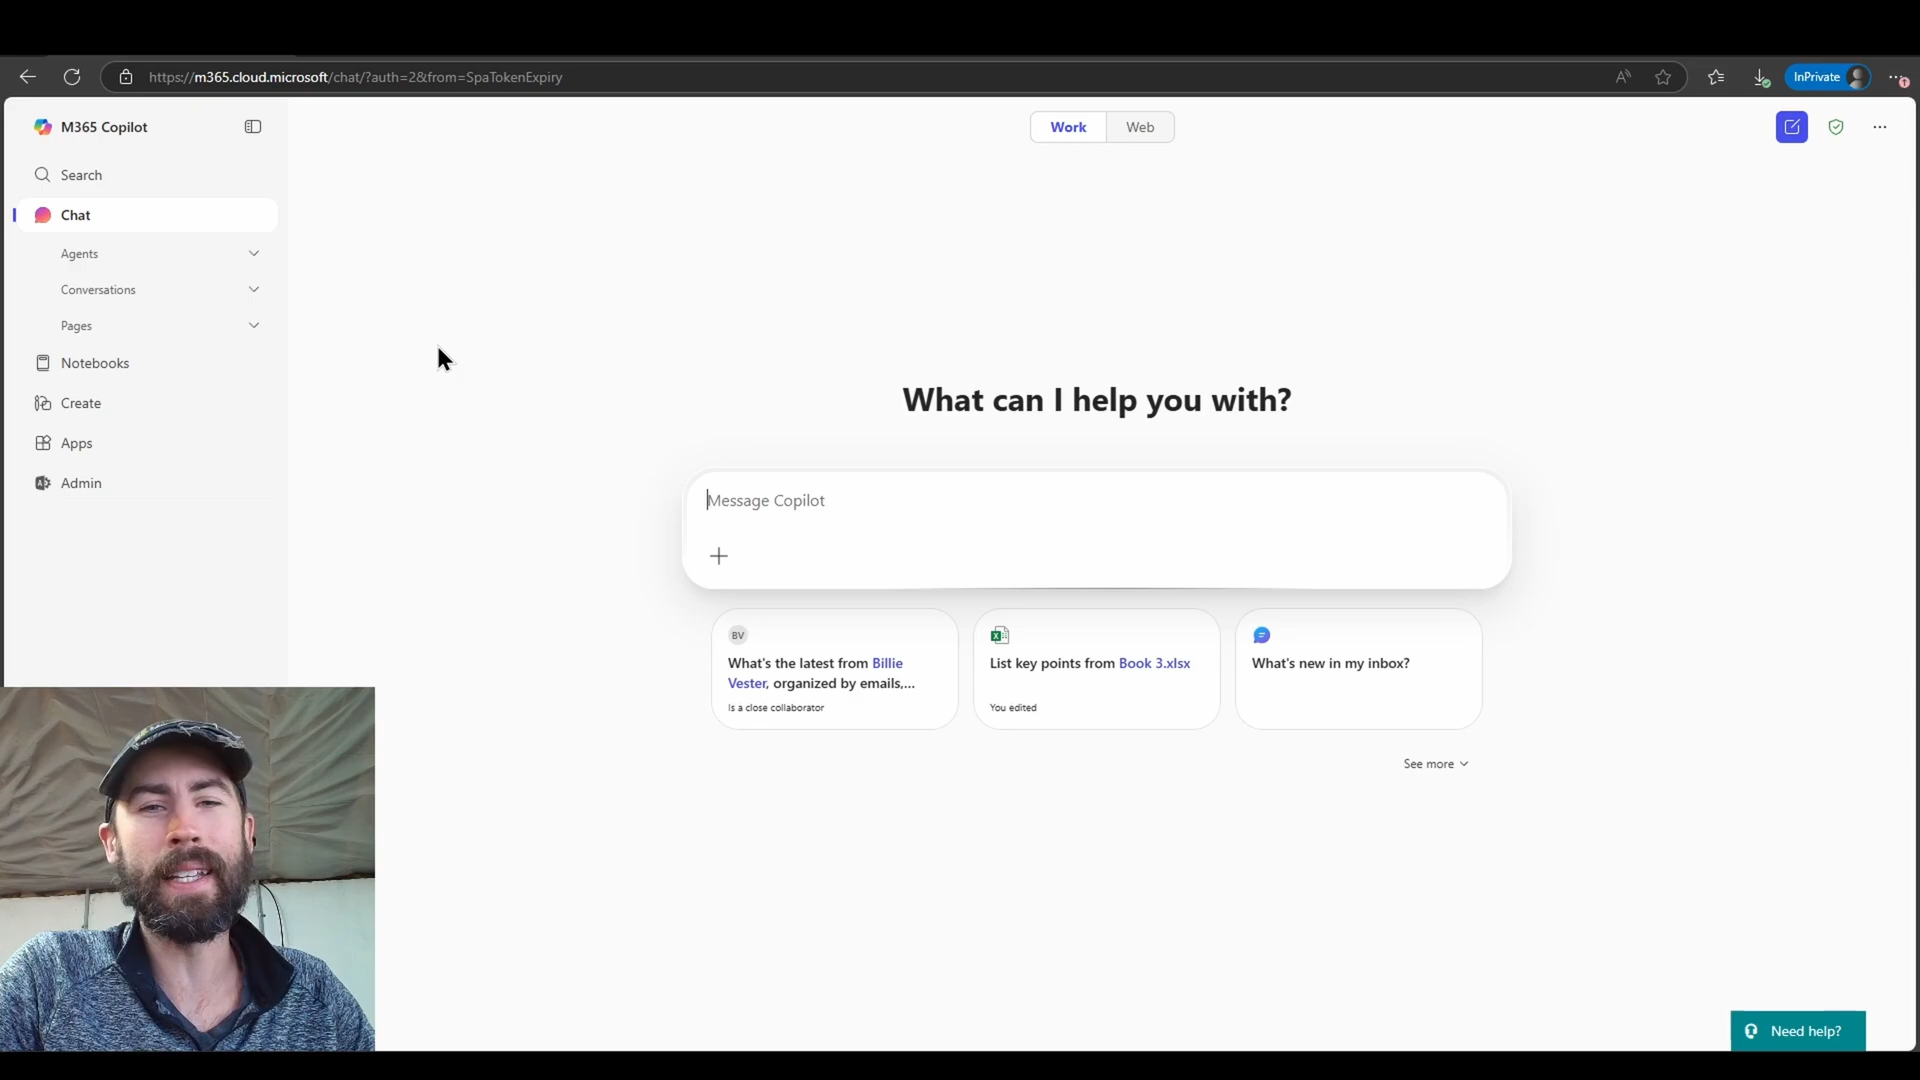 https://m365.cloud.microsoft/chat/?auth=2&from=SpaTokenExpiry
InPrivate
M365 Copilot
Work
Web
Search
Chat
Agents
Conversations
Pages
Notebooks
Create
Apps
Admin
What can I help you with?
Message Copilot
BV
What's the latest from Billie
Vester, organized by emails,...
Is a close collaborator
List key points from Book 3.xlsx
You edited
What's new in my inbox?
See more
Need help?